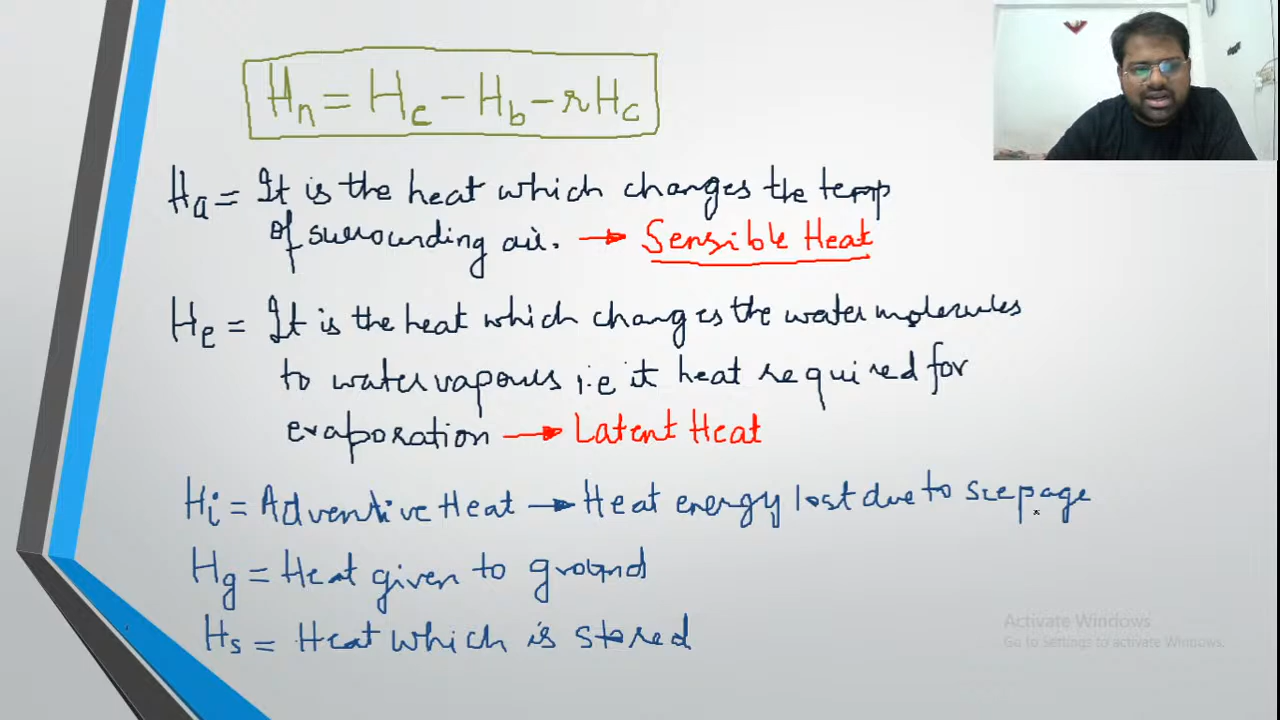 Hn = Hc - Hb - rHc
Ha = It is the heat which changes the temp
of surrounding air. → Sensible Heat
He = It is the heat which changes the water molecules
to water vapours i.e it heat required for
evaporation → Latent Heat
Hi = Adventive Heat → Heat energy lost due to seepage
Hg = Heat given to ground
Hs = Heat which is stored
Activate Windows
Go to Settings to activate Windows.